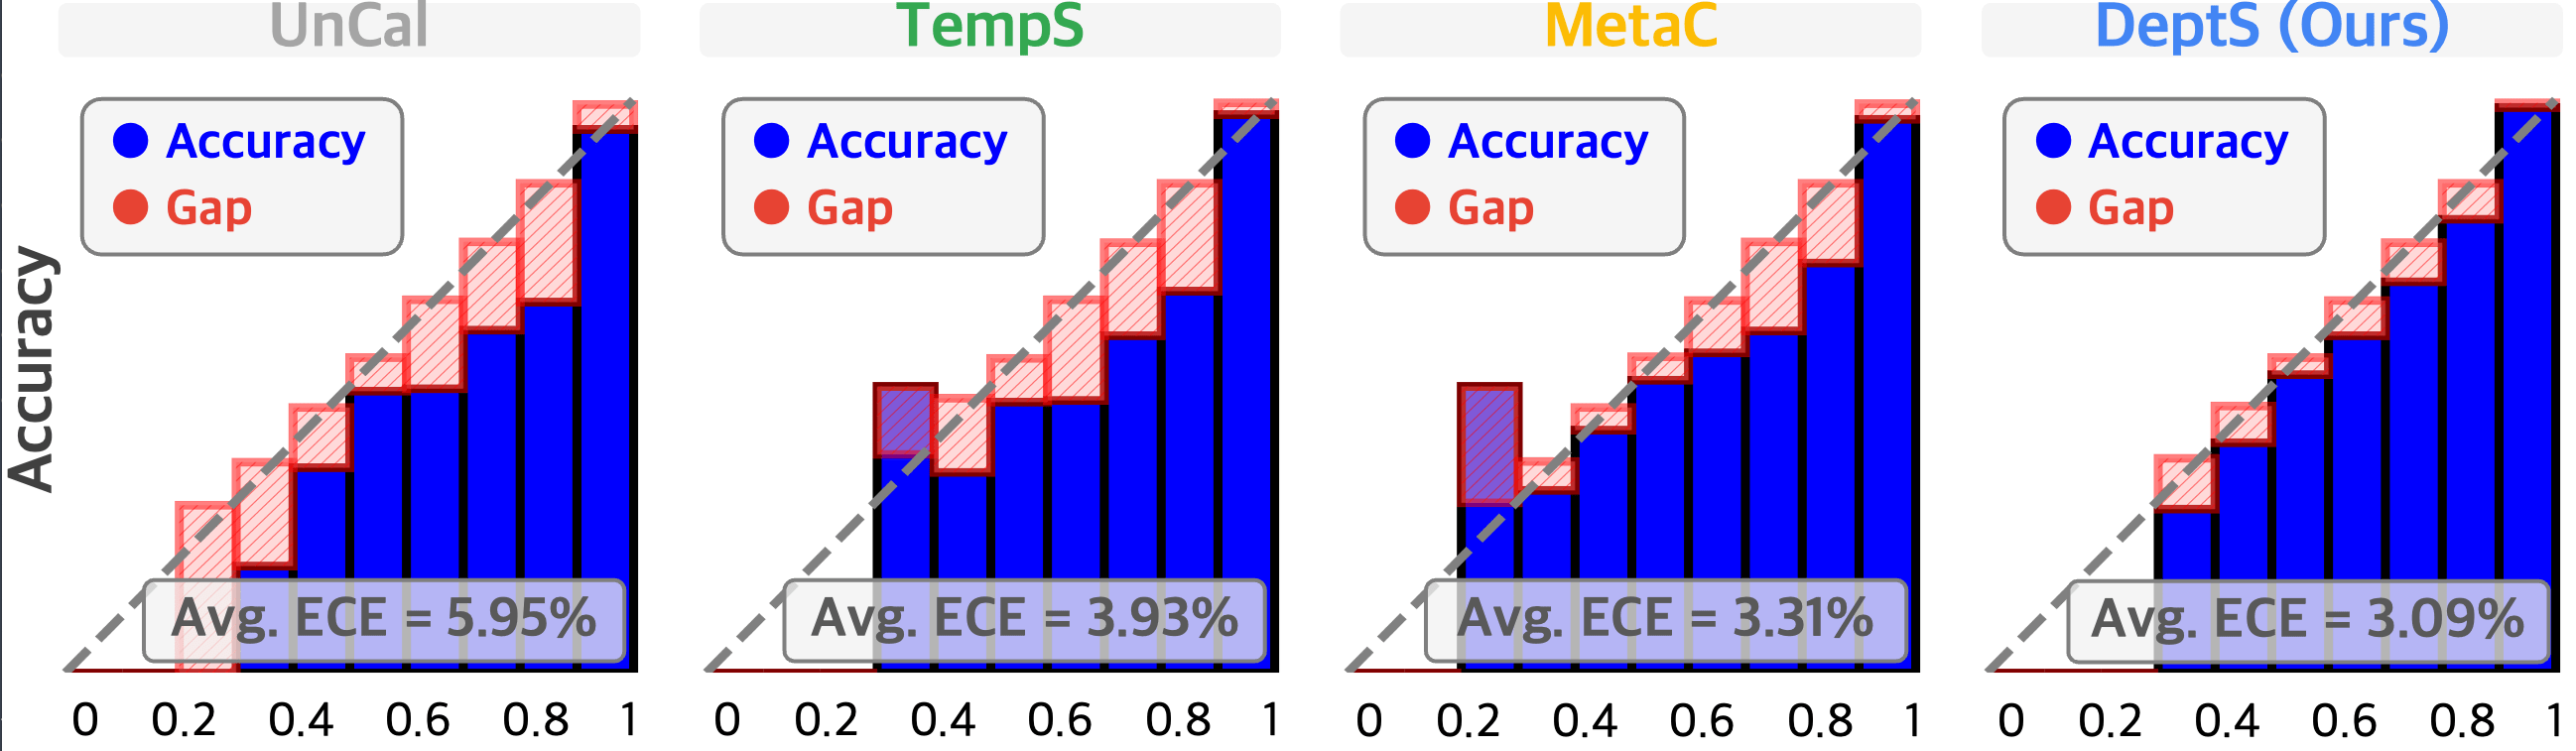 UnCal
TempS
MetaC
DeptS (Ours)
Accuracy
Accuracy
Gap
Avg. ECE = 5.95%
0 0.2 0.4 0.6 0.8 1
Accuracy
Gap
Avg. ECE = 3.93%
0 0.2 0.4 0.6 0.8 1
Accuracy
Gap
Avg. ECE = 3.31%
0 0.2 0.4 0.6 0.8 1
Accuracy
Gap
Avg. ECE = 3.09%
0 0.2 0.4 0.6 0.8 1